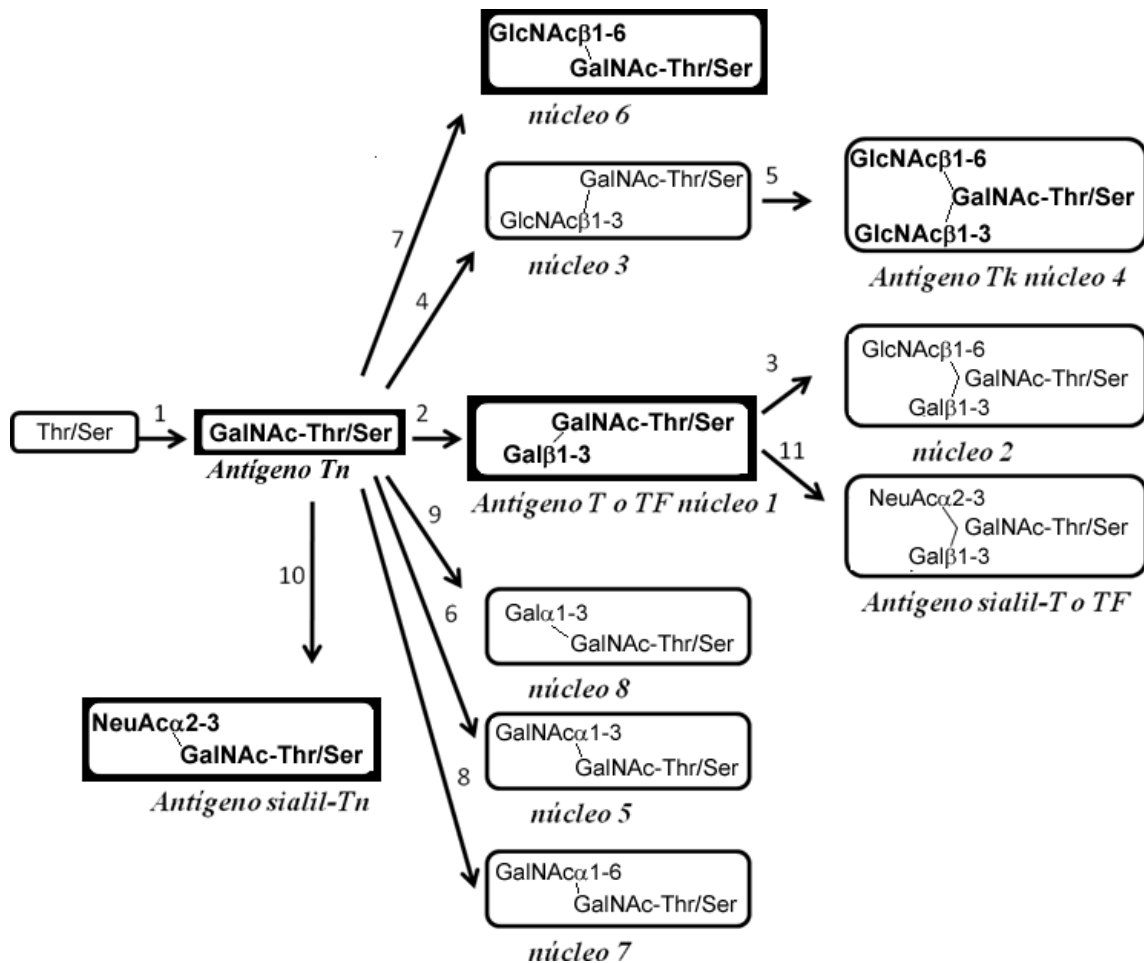 GlcNAcβ1-6
GalNAc-Thr/Ser
núcleo 6
7
4
GalNAc-Thr/Ser
GlcNAcβ1-3
núcleo 3
5
GlcNAcβ1-6
GalNAc-Thr/Ser
GlcNAcβ1-3
Antígeno Tk núcleo 4
Thr/Ser
1
GalNAc-Thr/Ser
Antígeno Tn
2
GalNAc-Thr/Ser
Galβ1-3
Antígeno T o TF núcleo 1
3
GlcNAcβ1-6
GalNAc-Thr/Ser
Galβ1-3
núcleo 2
11
NeuAcα2-3
GalNAc-Thr/Ser
Galβ1-3
Antígeno sialil-T o TF
9
Galα1-3
GalNAc-Thr/Ser
núcleo 8
6
GalNAcα1-3
GalNAc-Thr/Ser
núcleo 5
8
GalNAcα1-6
GalNAc-Thr/Ser
núcleo 7
10
NeuAcα2-3
GalNAc-Thr/Ser
Antígeno sialil-Tn